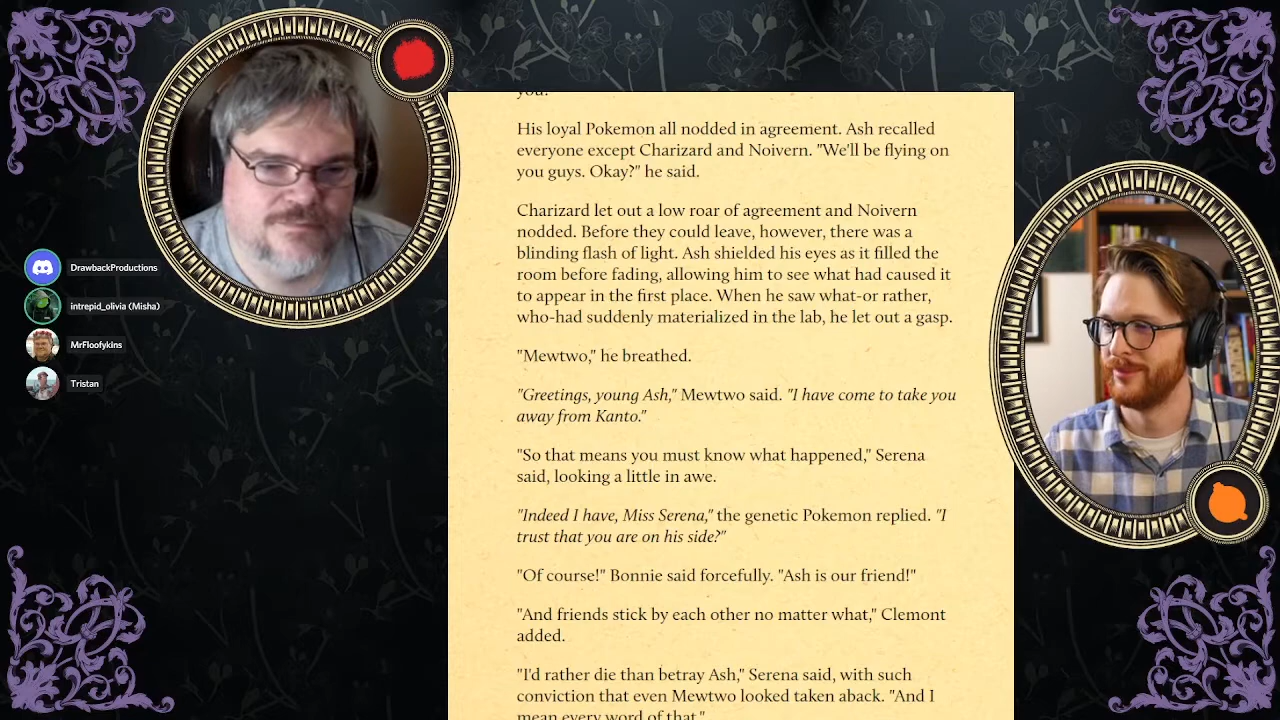 you?
His loyal Pokemon all nodded in agreement. Ash recalled
everyone except Charizard and Noivern. "We'll be flying on
you guys. Okay?" he said.
Charizard let out a low roar of agreement and Noivern
nodded. Before they could leave, however, there was a
blinding flash of light. Ash shielded his eyes as it filled the
room before fading, allowing him to see what had caused it
to appear in the first place. When he saw what-or rather,
who-had suddenly materialized in the lab, he let out a gasp.
"Mewtwo," he breathed.
"Greetings, young Ash," Mewtwo said. "I have come to take you
away from Kanto."
"So that means you must know what happened," Serena
said, looking a little in awe.
"Indeed I have, Miss Serena," the genetic Pokemon replied. "I
trust that you are on his side?"
"Of course!" Bonnie said forcefully. "Ash is our friend!"
"And friends stick by each other no matter what," Clemont
added.
"I'd rather die than betray Ash," Serena said, with such
conviction that even Mewtwo looked taken aback. "And I
mean every word of that."
DrawbackProductions
intrepid_olivia (Misha)
MrFloofykins
Tristan